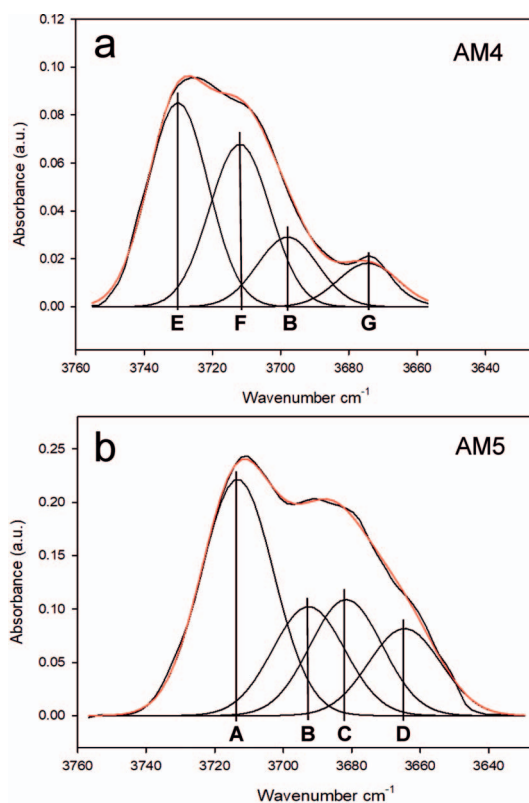 a
AM4
0.12
0.10
0.08
0.06
0.04
0.02
0.00
Absorbance (a.u.)
E F B G
3760 3740 3720 3700 3680 3660 3640
Wavenumber cm⁻¹
b
AM5
0.25
0.20
0.15
0.10
0.05
0.00
Absorbance (a.u.)
A B C D
3760 3740 3720 3700 3680 3660 3640
Wavenumber cm⁻¹